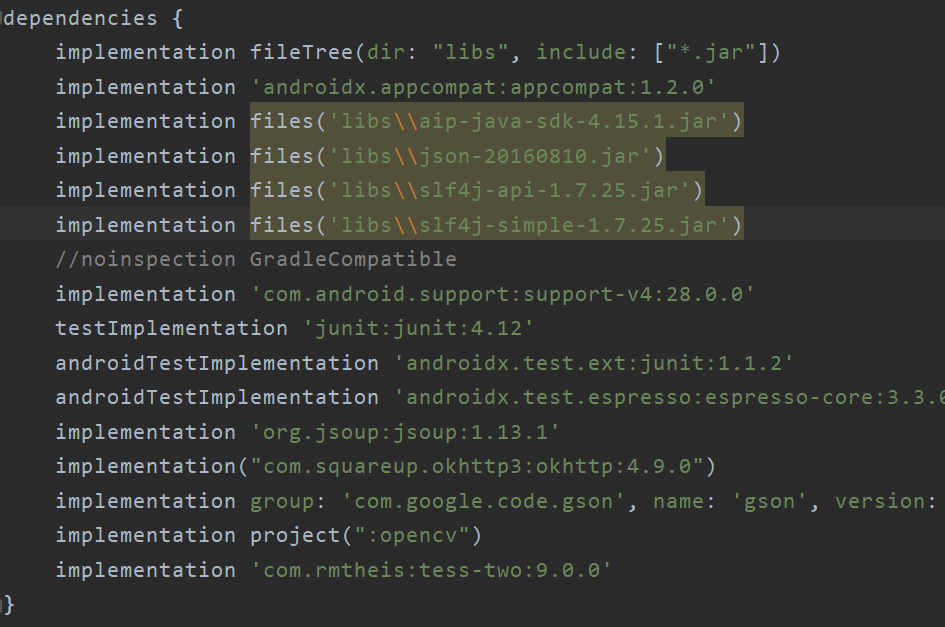 dependencies {
    implementation fileTree(dir: "libs", include: ["*.jar"])
    implementation 'androidx.appcompat:appcompat:1.2.0'
    implementation files('libs\\aip-java-sdk-4.15.1.jar')
    implementation files('libs\\json-20160810.jar')
    implementation files('libs\\slf4j-api-1.7.25.jar')
    implementation files('libs\\slf4j-simple-1.7.25.jar')
    //noinspection GradleCompatible
    implementation 'com.android.support:support-v4:28.0.0'
    testImplementation 'junit:junit:4.12'
    androidTestImplementation 'androidx.test.ext:junit:1.1.2'
    androidTestImplementation 'androidx.test.espresso:espresso-core:3.3.0
    implementation 'org.jsoup:jsoup:1.13.1'
    implementation("com.squareup.okhttp3:okhttp:4.9.0")
    implementation group: 'com.google.code.gson', name: 'gson', version:
    implementation project(":opencv")
    implementation 'com.rmtheis:tess-two:9.0.0'
}